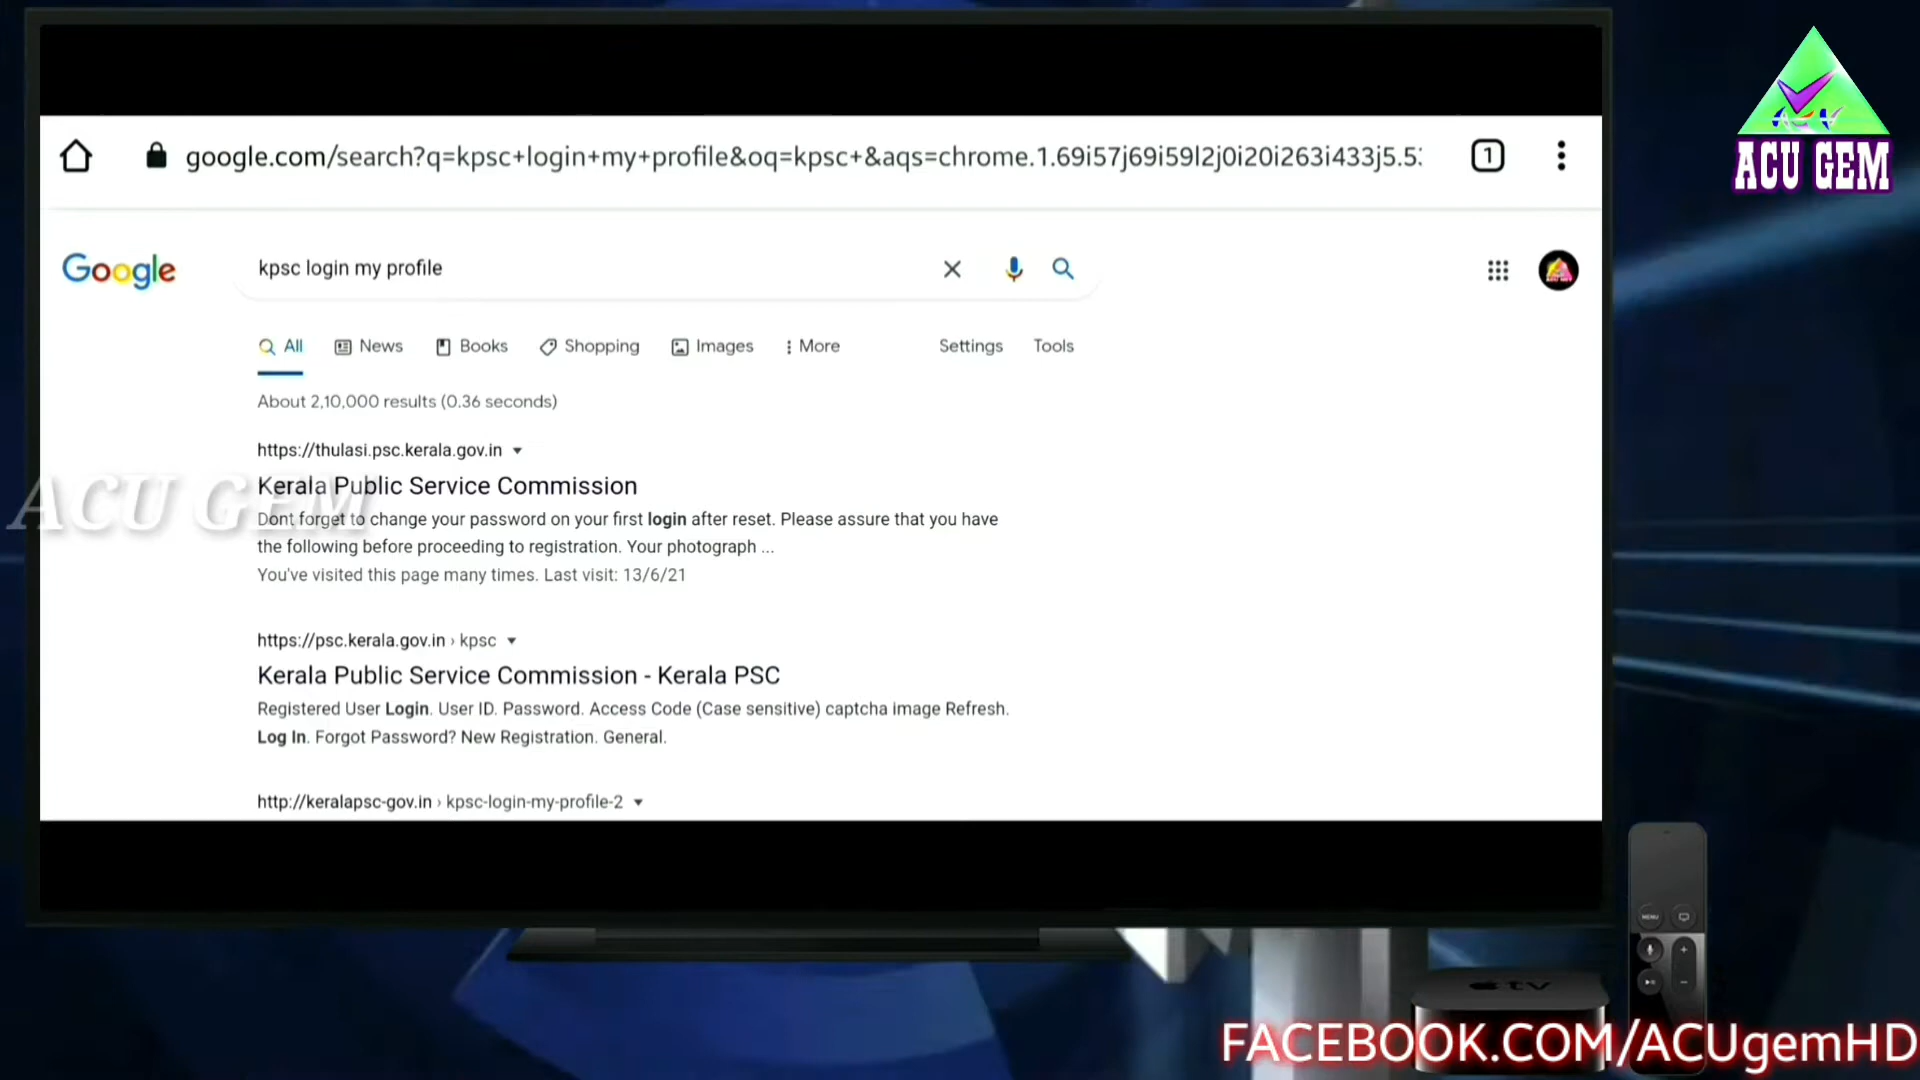 google.com/search?q=kpsc+login+my+profile&oq=kpsc+&aqs=chrome.1.69i57j69i59l2j0i20i263i433j5.5
1
ACU GEM
Google
kpsc login my profile
All News Books Shopping Images More Settings Tools
About 2,10,000 results (0.36 seconds)
https://thulasi.psc.kerala.gov.in
Kerala Public Service Commission
ACU GEM
Dont forget to change your password on your first login after reset. Please assure that you have
the following before proceeding to registration. Your photograph ...
You've visited this page many times. Last visit: 13/6/21
https://psc.kerala.gov.in › kpsc
Kerala Public Service Commission - Kerala PSC
Registered User Login. User ID. Password. Access Code (Case sensitive) captcha image Refresh.
Log In. Forgot Password? New Registration. General.
http://keralapsc-gov.in › kpsc-login-my-profile-2
MENU
tv
FACEBOOK.COM/ACUgemHD